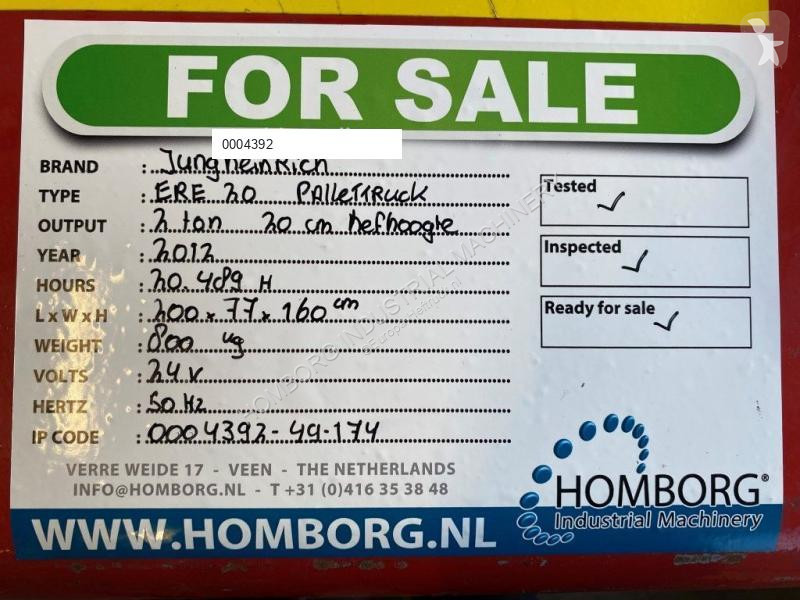 FOR SALE
0004392
BRAND : Jungheinrich
TYPE : ERE 20 PALLETTRUCK
OUTPUT : 2 ton 20 cm hefhoogte
YEAR : 2012
HOURS : 20.489 H
L x W x H : 200 x 77 x 160 cm
WEIGHT : 800 kg
VOLTS : 24 v
HERTZ : 50 Hz
IP CODE : 0004392-49-174
Tested ✓
Inspected ✓
Ready for sale ✓
VERRE WEIDE 17 - VEEN - THE NETHERLANDS
INFO@HOMBORG.NL - T +31 (0)416 35 38 48
HOMBORG®
Industrial Machinery
WWW.HOMBORG.NL
HOMBORG INDUSTRIAL MACHINERY